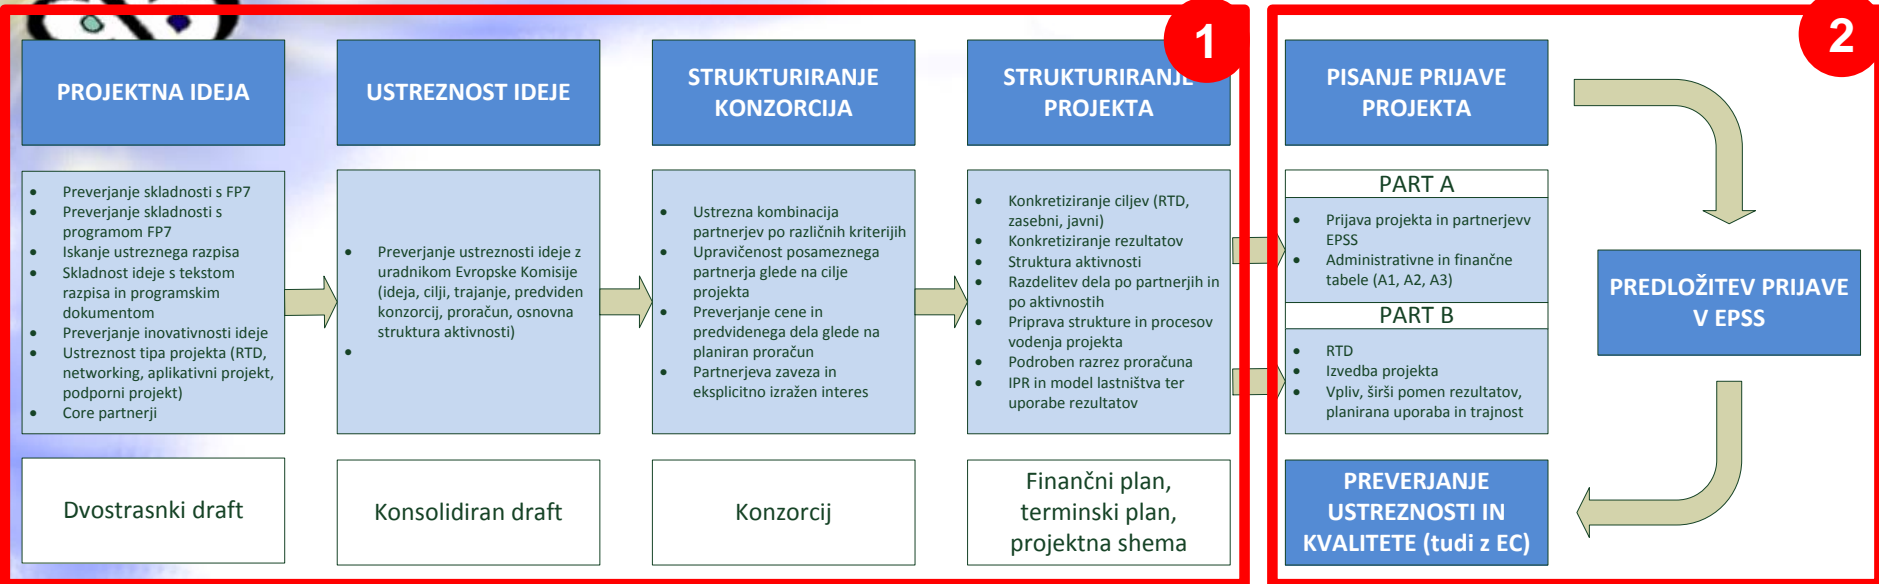 1
2
PROJEKTNA IDEJA
• Preverjanje skladnosti s FP7
• Preverjanje skladnosti s
programom FP7
• Iskanje ustreznega razpisa
• Skladnost ideje s tekstom
razpisa in programskim
dokumentom
• Preverjanje inovativnosti ideje
• Ustreznost tipa projekta (RTD,
networking, aplikativni projekt,
podporni projekt)
• Core partnerji
Dvostrasnki draft
USTREZNOST IDEJE
• Preverjanje ustreznosti ideje z
uradnikom Evropske Komisije
(ideja, cilji, trajanje, predviden
konzorcij, proračun, osnovna
struktura aktivnosti)
•
Konsolidiran draft
STRUKTURIRANJE
KONZORCIJA
• Ustrezna kombinacija
partnerjev po različnih kriterijih
• Upravičenost posameznega
partnerja glede na cilje
projekta
• Preverjanje cene in
predvidenega dela glede na
planiran proračun
• Partnerjeva zaveza in
eksplicitno izražen interes
Konzorcij
STRUKTURIRANJE
PROJEKTA
• Konkretiziranje ciljev (RTD,
zasebni, javni)
• Konkretiziranje rezultatov
• Struktura aktivnosti
• Razdelitev dela po partnerjih in
po aktivnostih
• Priprava strukture in procesov
vodenja projekta
• Podroben razrez proračuna
• IPR in model lastništva ter
uporabe rezultatov
Finančni plan,
terminski plan,
projektna shema
PISANJE PRIJAVE
PROJEKTA
PART A
• Prijava projekta in partnerjevv
EPSS
• Administrativne in finančne
tabele (A1, A2, A3)
PART B
• RTD
• Izvedba projekta
• Vpliv, širši pomen rezultatov,
planirana uporaba in trajnost
PREDLOŽITEV PRIJAVE
V EPSS
PREVERJANJE
USTREZNOSTI IN
KVALITETE (tudi z EC)